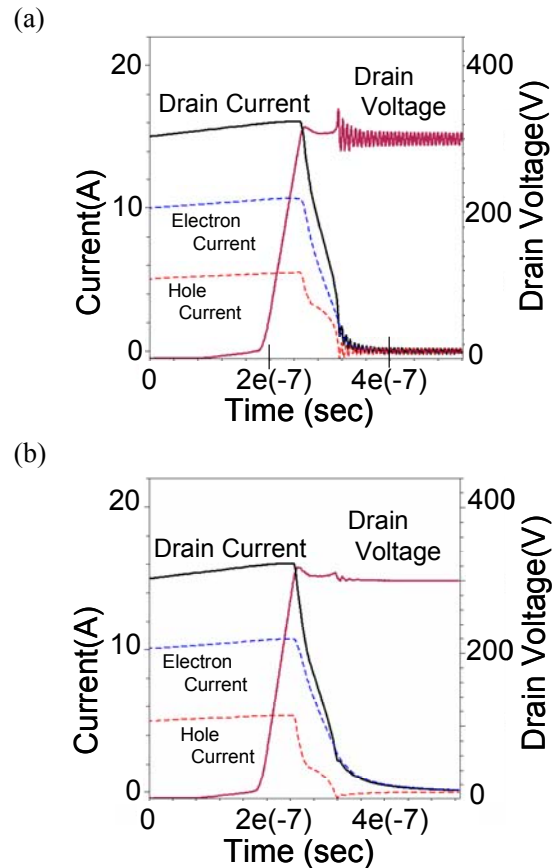 (a)
20
400
Drain Current
Drain
Voltage
Current(A)
Drain Voltage(V)
10
200
Electron
Current
Hole
Current
0
0
0
2e(-7)
4e(-7)
Time (sec)
(b)
20
400
Drain Current
Drain
Voltage
Current(A)
Drain Voltage(V)
10
200
Electron
Current
Hole
Current
0
0
0
2e(-7)
4e(-7)
Time (sec)